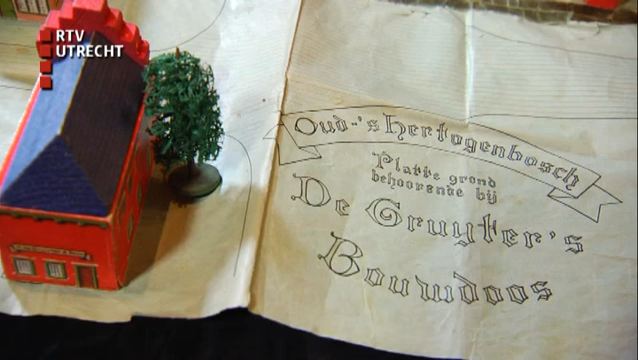 RTV
UTRECHT
Oud-'s Hertogenbosch
Platte grond
behoorende bij
De Gruyter's
Bouwdoos